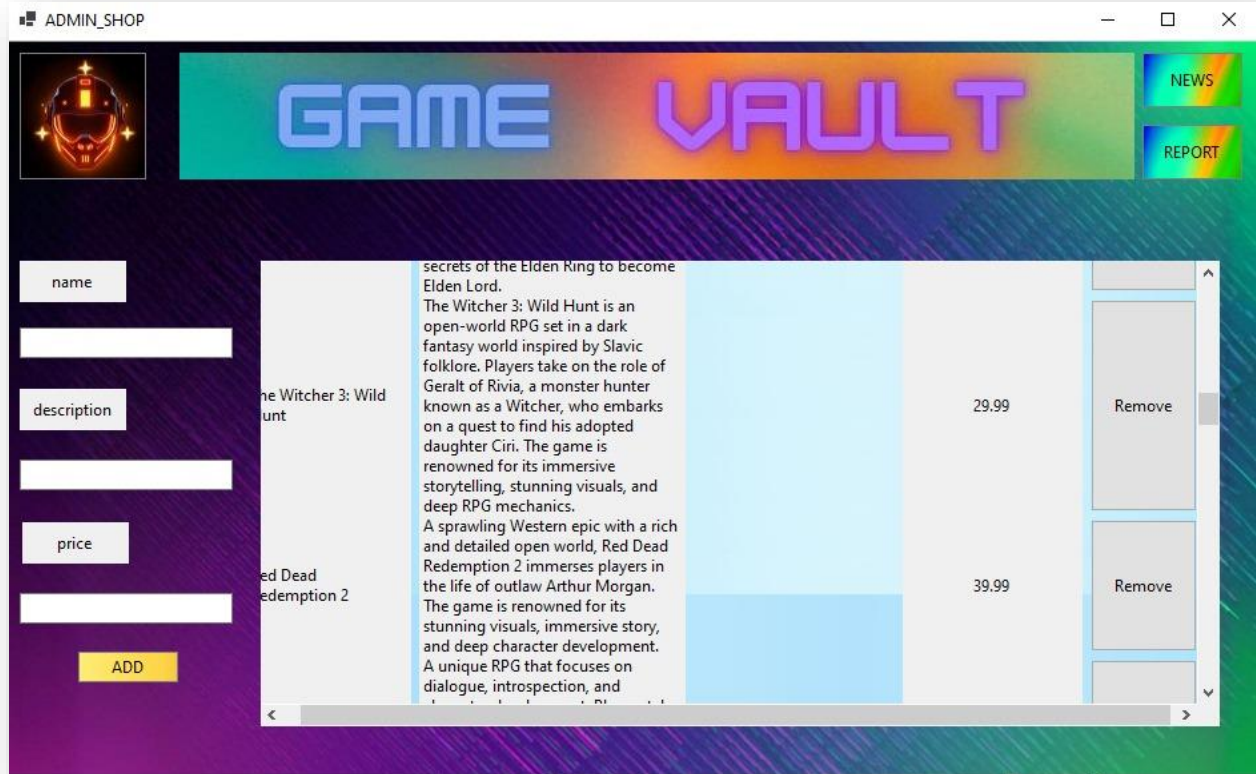 ADMIN_SHOP
GAME VAULT
NEWS
REPORT
name
description
price
ADD
secrets of the Elden Ring to become
Elden Lord.
he Witcher 3: Wild
unt
The Witcher 3: Wild Hunt is an
open-world RPG set in a dark
fantasy world inspired by Slavic
folklore. Players take on the role of
Geralt of Rivia, a monster hunter
known as a Witcher, who embarks
on a quest to find his adopted
daughter Ciri. The game is
renowned for its immersive
storytelling, stunning visuals, and
deep RPG mechanics.
29.99
Remove
ed Dead
edemption 2
A sprawling Western epic with a rich
and detailed open world, Red Dead
Redemption 2 immerses players in
the life of outlaw Arthur Morgan.
The game is renowned for its
stunning visuals, immersive story,
and deep character development.
39.99
Remove
A unique RPG that focuses on
dialogue, introspection, and